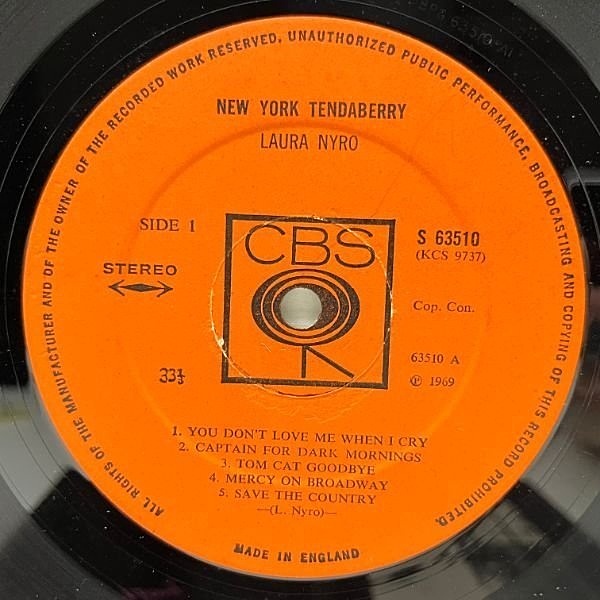 ALL RIGHTS OF THE MANUFACTURER AND OF THE OWNER OF THE RECORDED WORK RESERVED, UNAUTHORIZED PUBLIC PERFORMANCE, BROADCASTING AND COPYING OF THIS RECORD PROHIBITED.
NEW YORK TENDABERRY
LAURA NYRO
SIDE 1
STEREO
33⅓
CBS
S 63510
(KCS 9737)
Cop. Con.
63510 A
℗ 1969
1. YOU DON'T LOVE ME WHEN I CRY
2. CAPTAIN FOR DARK MORNINGS
3. TOM CAT GOODBYE
4. MERCY ON BROADWAY
5. SAVE THE COUNTRY
—(L. Nyro)—
MADE IN ENGLAND